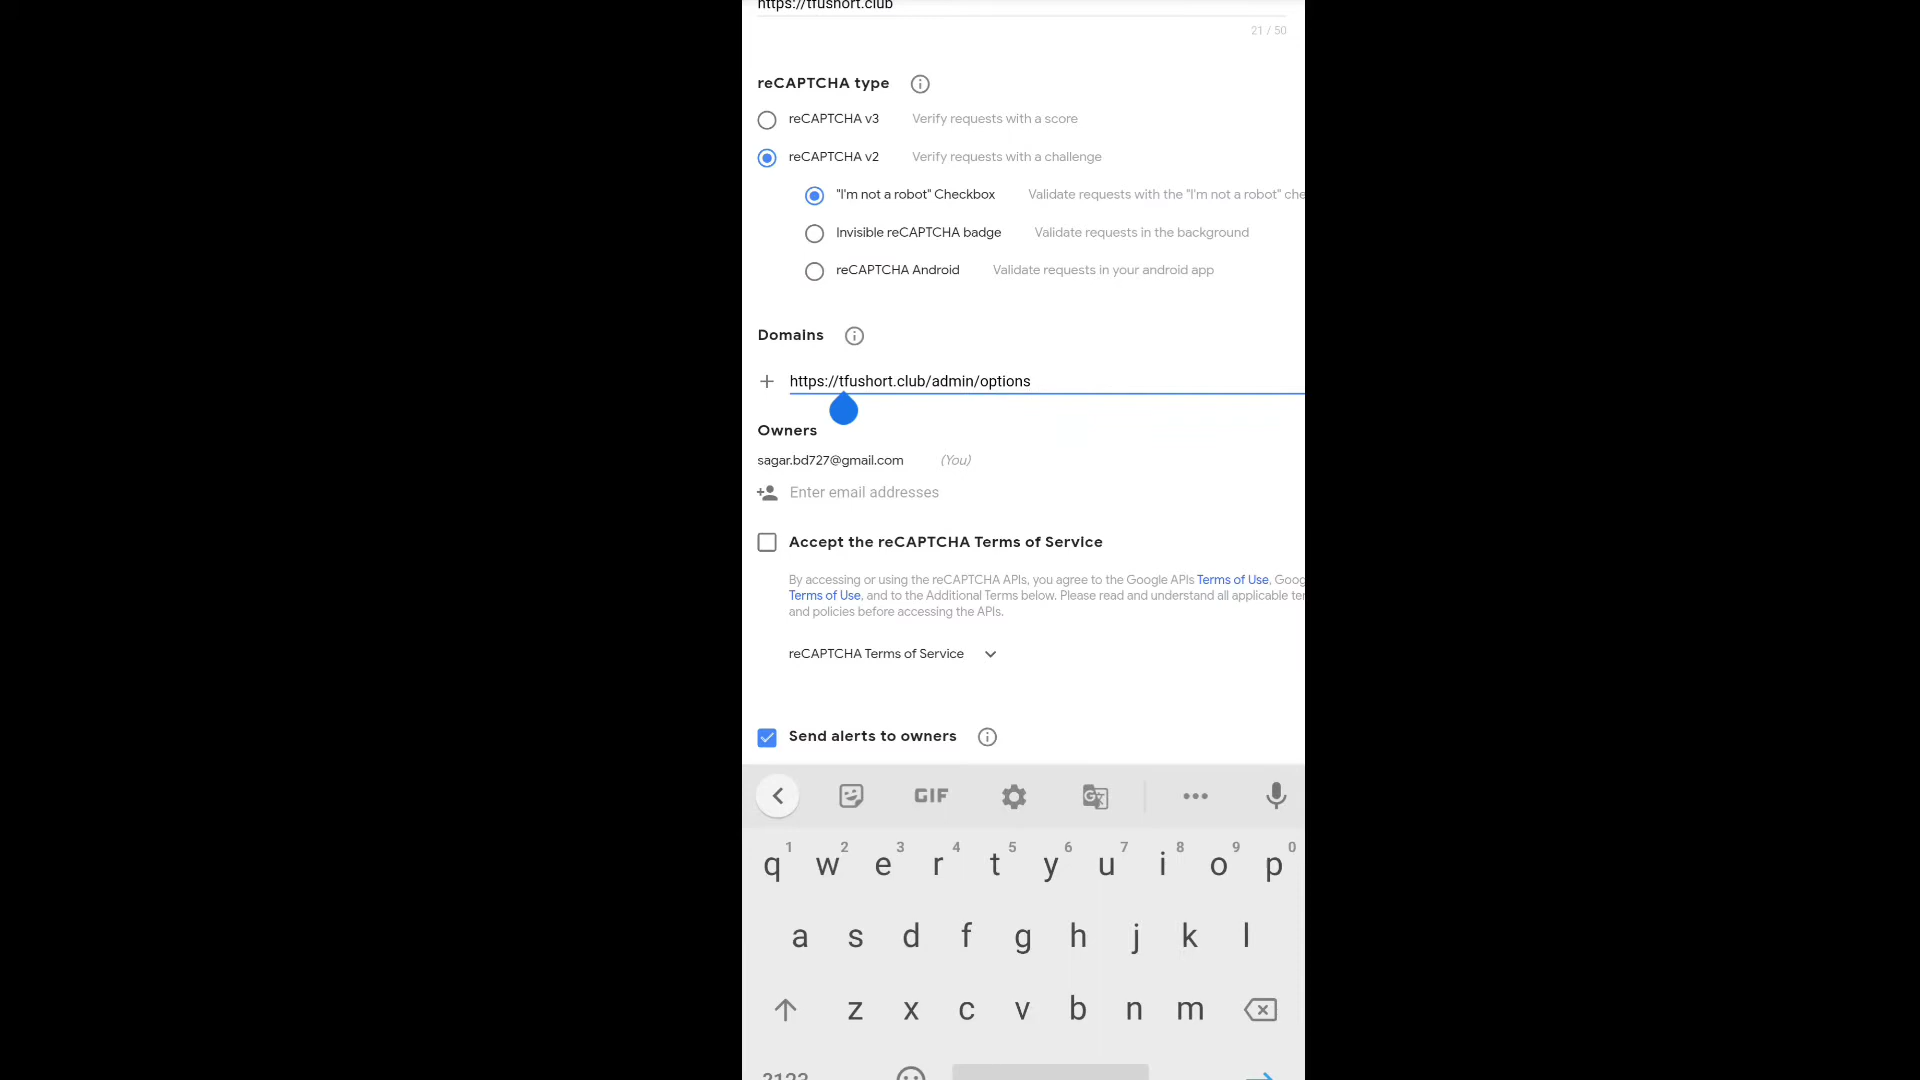 https://tfushort.club
21 / 50
reCAPTCHA type
reCAPTCHA v3 Verify requests with a score
reCAPTCHA v2 Verify requests with a challenge
"I'm not a robot" Checkbox Validate requests with the "I'm not a robot" che
Invisible reCAPTCHA badge Validate requests in the background
reCAPTCHA Android Validate requests in your android app
Domains
https://tfushort.club/admin/options
Owners
sagar.bd727@gmail.com (You)
Enter email addresses
Accept the reCAPTCHA Terms of Service
By accessing or using the reCAPTCHA APIs, you agree to the Google APIs Terms of Use, Goog
Terms of Use, and to the Additional Terms below. Please read and understand all applicable ter
and policies before accessing the APIs.
reCAPTCHA Terms of Service
Send alerts to owners
GIF
1 2 3 4 5 6 7 8 9 0
q w e r t y u i o p
a s d f g h j k l
z x c v b n m